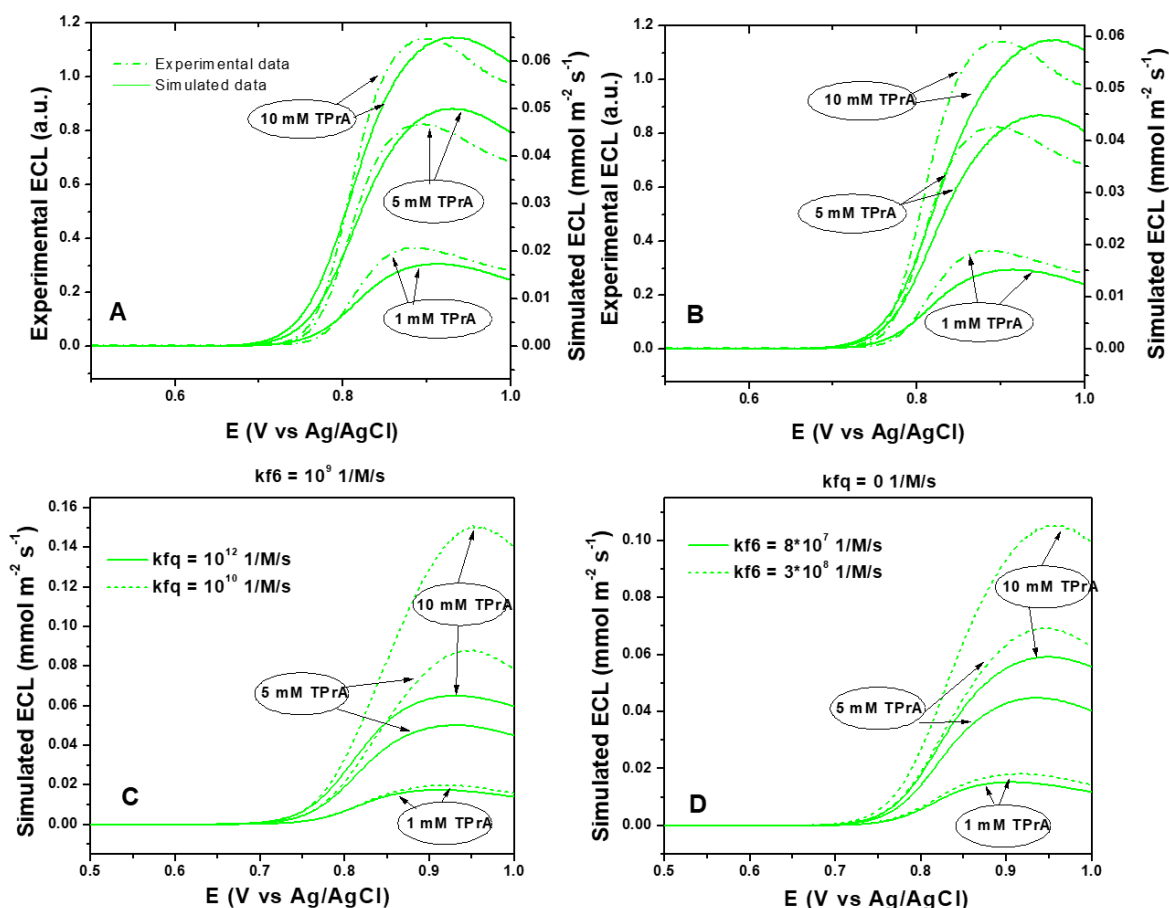 Experimental ECL (a.u.)
1.2
1.0
0.8
0.6
0.4
0.2
0.0
Experimental data
Simulated data
10 mM TPrA
5 mM TPrA
1 mM TPrA
A
0.06
0.05
0.04
0.03
0.02
0.01
0.00
Simulated ECL (mmol m⁻² s⁻¹)
0.6
0.8
1.0
E (V vs Ag/AgCl)
Experimental ECL (a.u.)
1.2
1.0
0.8
0.6
0.4
0.2
0.0
10 mM TPrA
5 mM TPrA
1 mM TPrA
B
0.06
0.05
0.04
0.03
0.02
0.01
0.00
Simulated ECL (mmol m⁻² s⁻¹)
0.6
0.8
1.0
E (V vs Ag/AgCl)
kf6 = 10⁹ 1/M/s
Simulated ECL (mmol m⁻² s⁻¹)
0.16
0.14
0.12
0.10
0.08
0.06
0.04
0.02
0.00
kfq = 10¹² 1/M/s
kfq = 10¹⁰ 1/M/s
10 mM TPrA
5 mM TPrA
1 mM TPrA
C
0.5
0.6
0.7
0.8
0.9
1.0
E (V vs Ag/AgCl)
kfq = 0 1/M/s
Simulated ECL (mmol m⁻² s⁻¹)
0.10
0.08
0.06
0.04
0.02
0.00
kf6 = 8*10⁷ 1/M/s
kf6 = 3*10⁸ 1/M/s
10 mM TPrA
5 mM TPrA
1 mM TPrA
D
0.5
0.6
0.7
0.8
0.9
1.0
E (V vs Ag/AgCl)